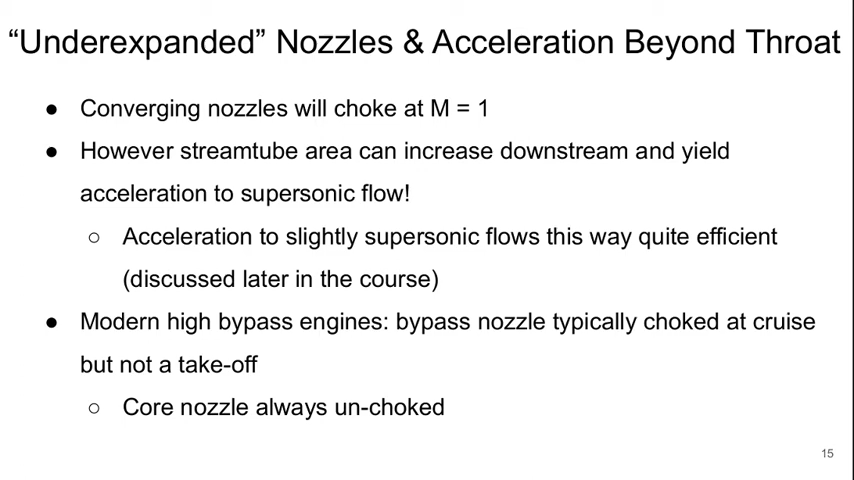 “Underexpanded” Nozzles & Acceleration Beyond Throat
● Converging nozzles will choke at M = 1
● However streamtube area can increase downstream and yield
acceleration to supersonic flow!
○ Acceleration to slightly supersonic flows this way quite efficient
(discussed later in the course)
● Modern high bypass engines: bypass nozzle typically choked at cruise
but not a take-off
○ Core nozzle always un-choked
15